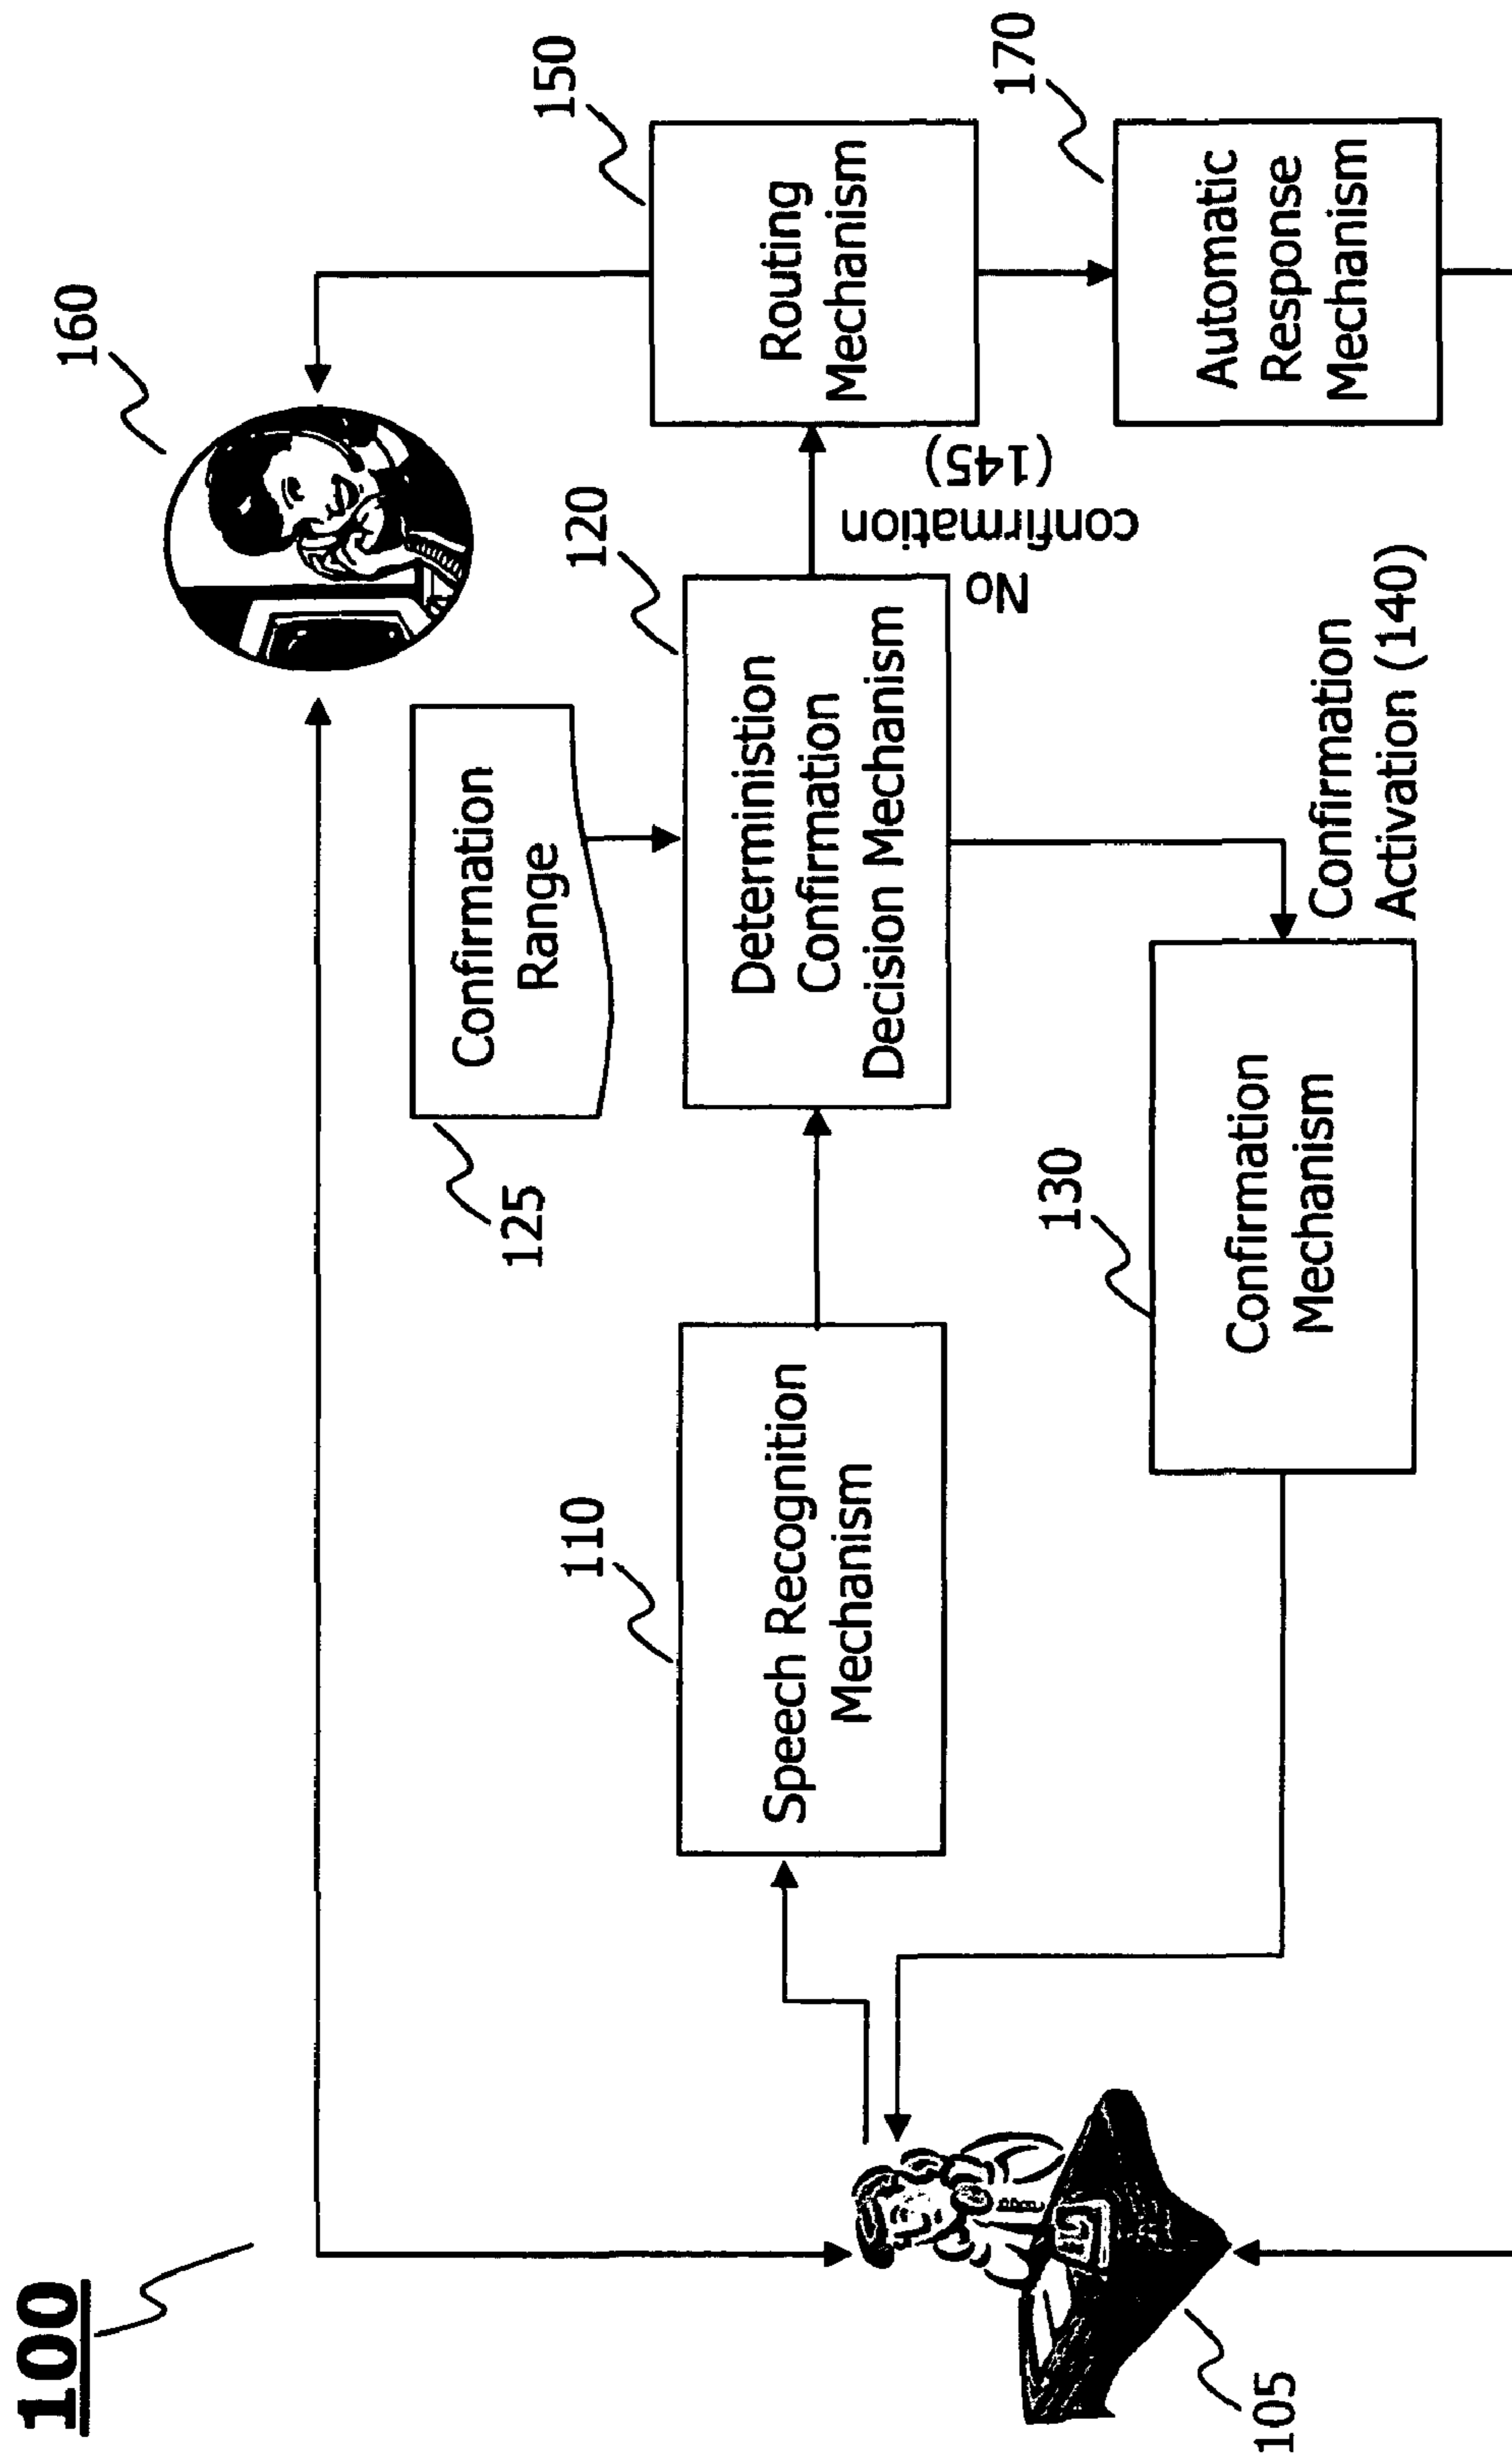 100
160
150
Routing
Mechanism
170
Automatic
Response
Mechanism
125
Confirmation
Range
120
Deterministion
Confirmation
Decision Mechanism
No
confirmation
(145)
110
Speech Recognition
Mechanism
130
Confirmation
Mechanism
Confirmation
Activation (140)
105